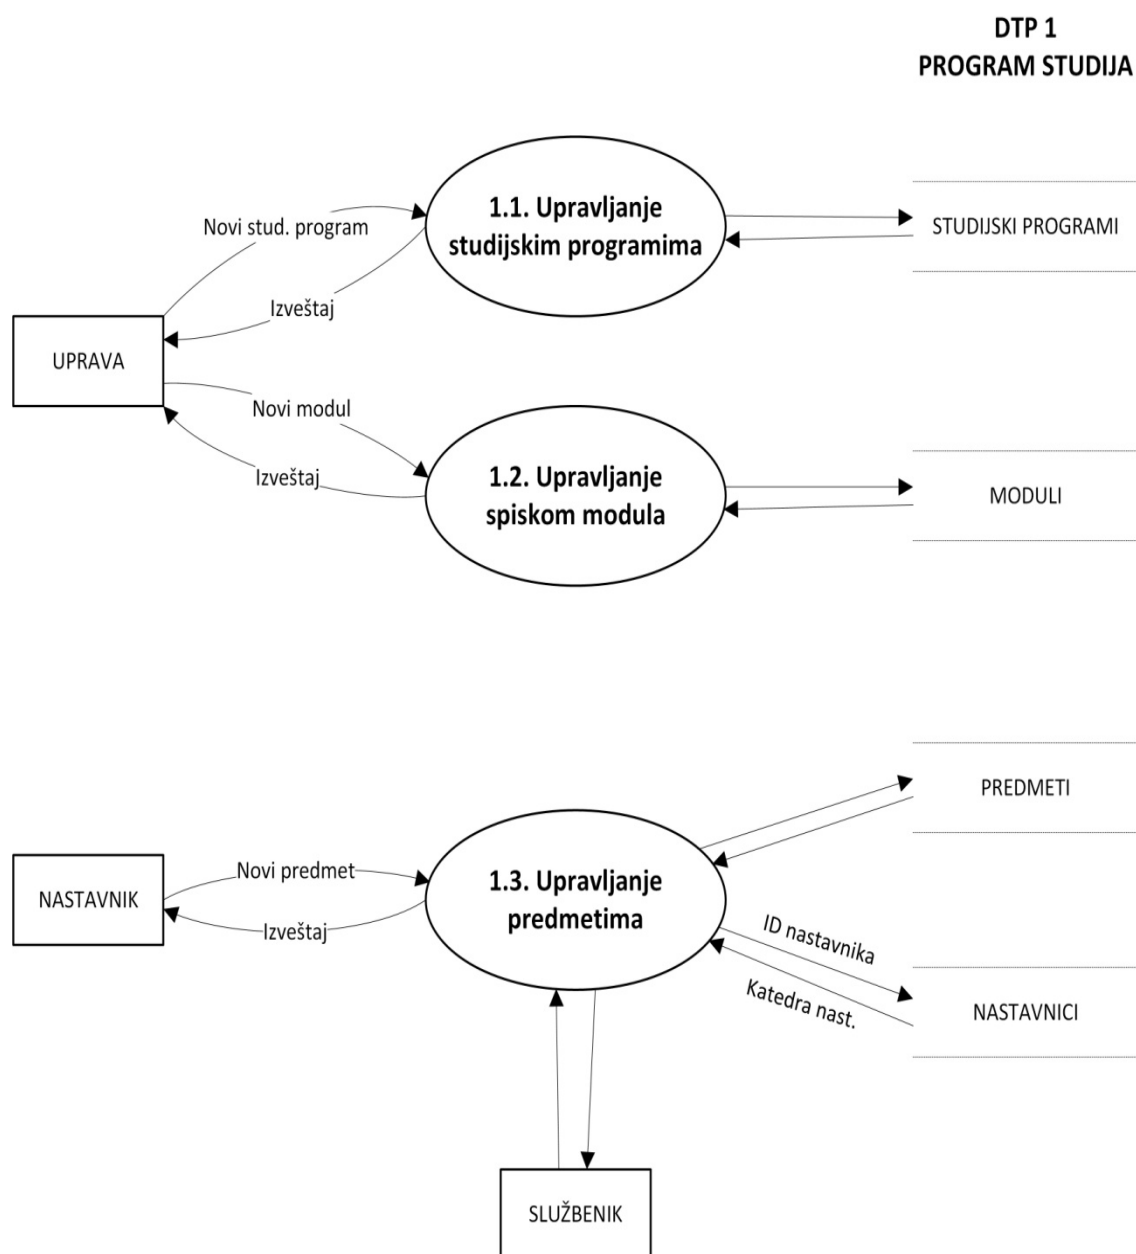 DTP 1
PROGRAM STUDIJA
1.1. Upravljanje
studijskim programima
Novi stud. program
STUDIJSKI PROGRAMI
Izveštaj
UPRAVA
Novi modul
Izveštaj
1.2. Upravljanje
spiskom modula
MODULI
PREDMETI
NASTAVNIK
Novi predmet
Izveštaj
1.3. Upravljanje
predmetima
ID nastavnika
Katedra nast.
NASTAVNICI
SLUŽBENIK